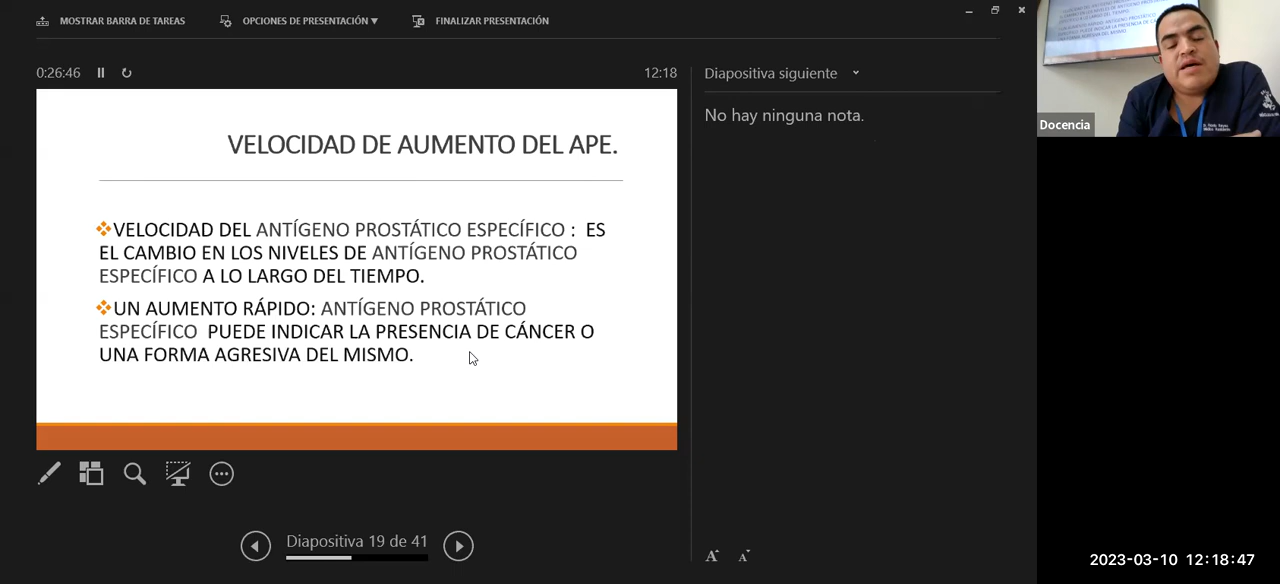 MOSTRAR BARRA DE TAREAS
OPCIONES DE PRESENTACIÓN
FINALIZAR PRESENTACIÓN
0:26:46
12:18
Diapositiva siguiente
No hay ninguna nota.
VELOCIDAD DE AUMENTO DEL APE.
VELOCIDAD DEL ANTÍGENO PROSTÁTICO ESPECÍFICO : ES
EL CAMBIO EN LOS NIVELES DE ANTÍGENO PROSTÁTICO
ESPECÍFICO A LO LARGO DEL TIEMPO.
UN AUMENTO RÁPIDO: ANTÍGENO PROSTÁTICO
ESPECÍFICO PUEDE INDICAR LA PRESENCIA DE CÁNCER O
UNA FORMA AGRESIVA DEL MISMO.
Diapositiva 19 de 41
A A
Docencia
2023-03-10 12:18:47